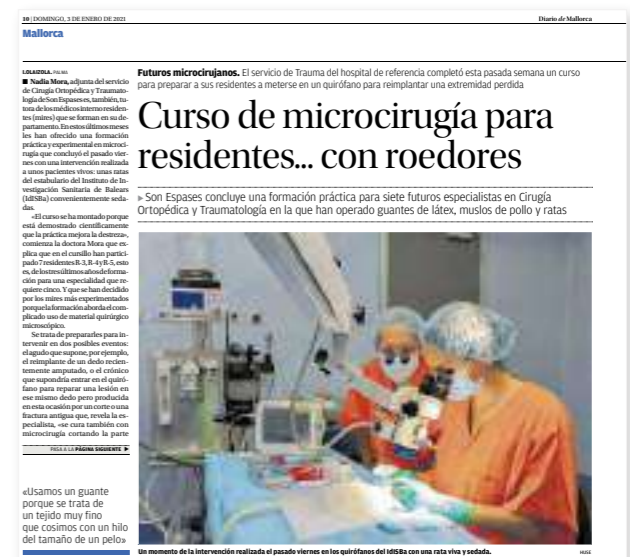 10 | DOMINGO, 3 DE ENERO DE 2021
Diario de Mallorca
Mallorca
I. OLAIZOLA. PALMA
■ Nadia Mora, adjunta del servicio
de Cirugía Ortopédica y Traumato-
logía de Son Espases es, también, tu-
tora de los médicos interno residen-
tes (mires) que se forman en su de-
partamento. En estos últimos meses
les han ofrecido una formación
práctica y experimental en microci-
rugía que concluyó el pasado vier-
nes con una intervención realizada
a unos pacientes vivos: unas ratas
del estabulario del Instituto de In-
vestigación Sanitaria de Balears
(IdISBa) convenientemente seda-
das.
«El curso se ha montado porque
está demostrado científicamente
que la práctica mejora la destreza»,
comienza la doctora Mora que ex-
plica que en el cursillo han partici-
pado 7 residentes R-3, R-4 y R-5, esto
es, de los tres últimos años de forma-
ción para una especialidad que re-
quiere cinco. Y que se han decidido
por los mires más experimentados
porque la formación aborda el com-
plicado uso de material quirúrgico
microscópico.
Se trata de prepararles para in-
tervenir en dos posibles eventos:
el agudo que supone, por ejemplo,
el reimplante de un dedo recien-
temente amputado, o el crónico
que supondría entrar en el quiró-
fano para reparar una lesión en
ese mismo dedo pero producida
en esta ocasión por un corte o una
fractura antigua que, revela la es-
pecialista, «se cura también con
microcirugía cortando la parte
PASA A LA PÁGINA SIGUIENTE ▶
«Usamos un guante
porque se trata de
un tejido muy fino
que cosimos con un hilo
del tamaño de un pelo»
Futuros microcirujanos. El servicio de Trauma del hospital de referencia completó esta pasada semana un curso
para preparar a sus residentes a meterse en un quirófano para reimplantar una extremidad perdida
Curso de microcirugía para
residentes... con roedores
▶ Son Espases concluye una formación práctica para siete futuros especialistas en Cirugía
Ortopédica y Traumatología en la que han operado guantes de látex, muslos de pollo y ratas
Un momento de la intervención realizada el pasado viernes en los quirófanos del IdISBa con una rata viva y sedada.
HUSE